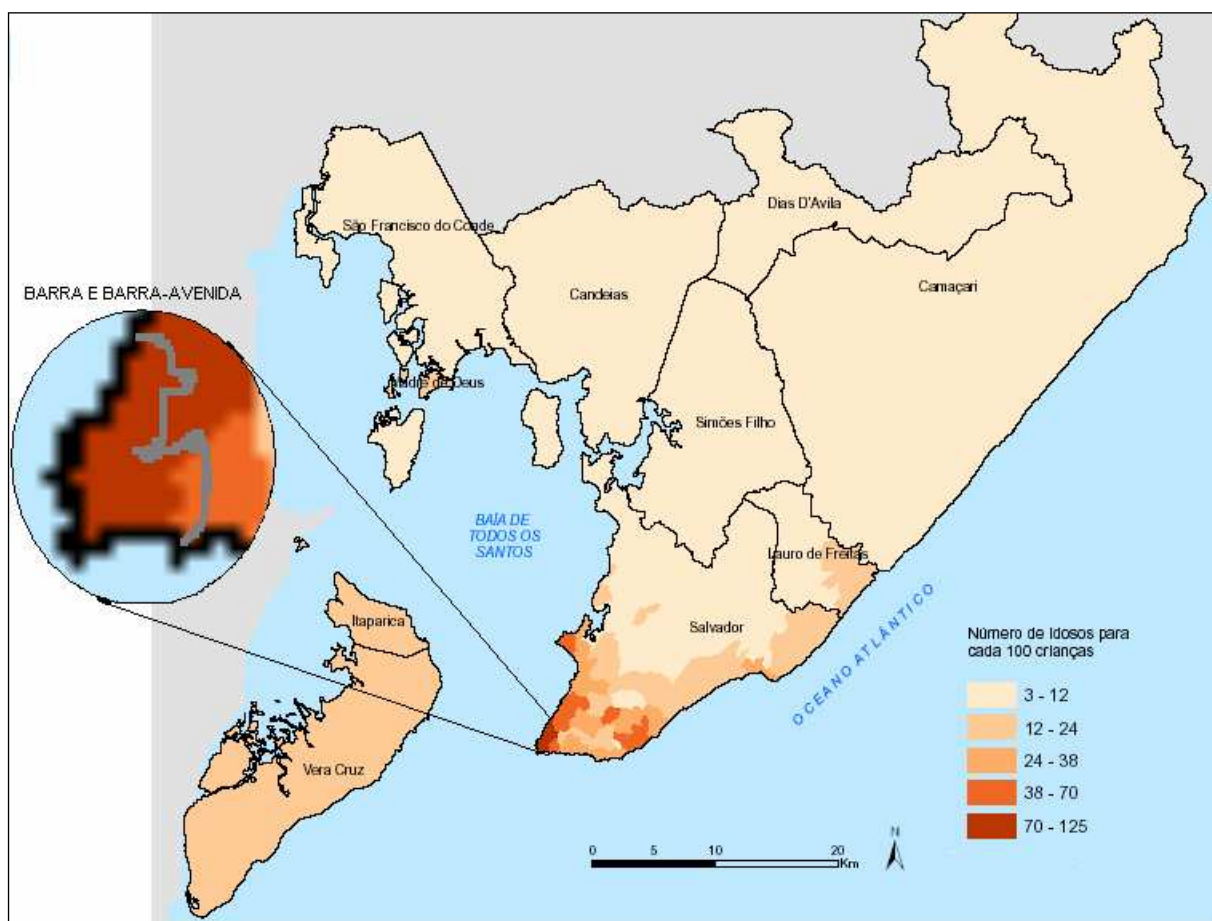 São Francisco do Conde
Dias D'Avila
Candeias
Camaçari
BARRA E BARRA-AVENIDA
Madre de Deus
Simões Filho
BAÍA DE
TODOS OS
SANTOS
Lauro de Freitas
Itaparica
Salvador
OCEANO ATLÂNTICO
Vera Cruz
Número de Idosos para
cada 100 crianças
3 - 12
12 - 24
24 - 38
38 - 70
70 - 125
N
0 5 10 20
Km